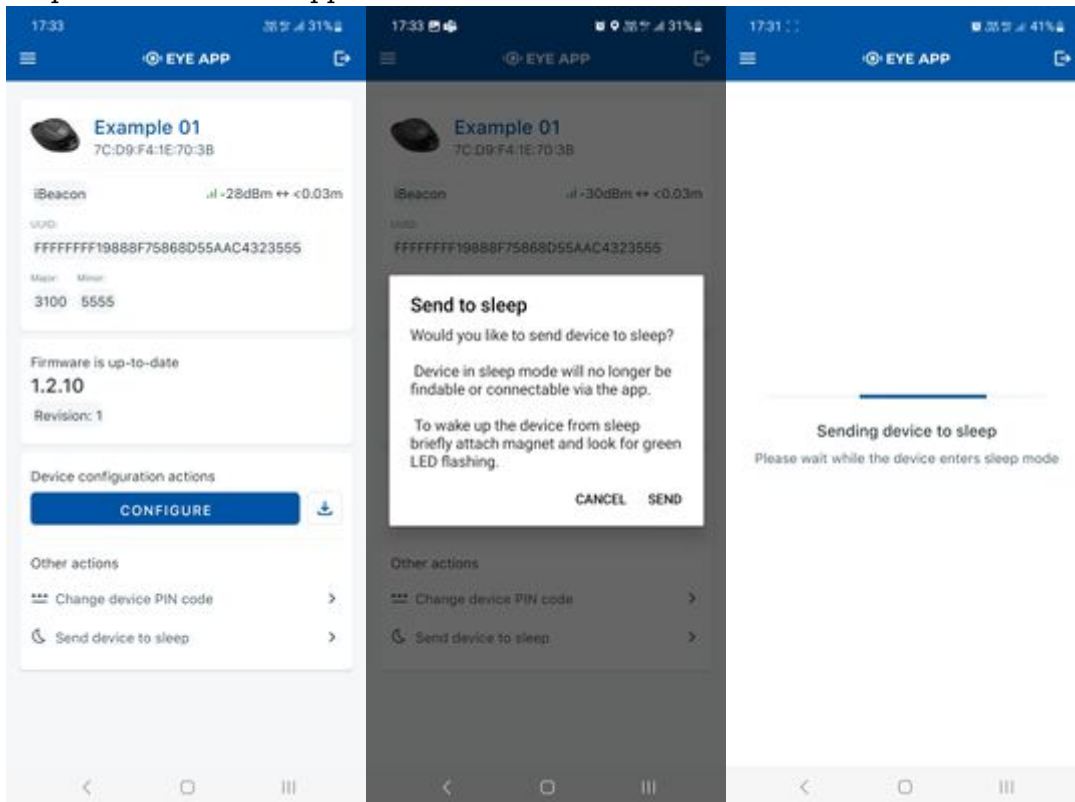 17:33 31%
EYE APP
Example 01
7C:D9:F4:1E:70:3B
iBeacon -28dBm ↔ <0.03m
UUID:
FFFFFFFF19888F75868D55AAC4323555
Major: Minor:
3100 5555
Firmware is up-to-date
1.2.10
Revision: 1
Device configuration actions
CONFIGURE
Other actions
Change device PIN code >
Send device to sleep >
17:33 31%
EYE APP
Example 01
7C:D9:F4:1E:70:3B
iBeacon -30dBm ↔ <0.03m
UUID:
FFFFFFFF19888F75868D55AAC4323555
Send to sleep
Would you like to send device to sleep?
Device in sleep mode will no longer be
findable or connectable via the app.
To wake up the device from sleep
briefly attach magnet and look for green
LED flashing.
CANCEL SEND
Other actions
Change device PIN code >
Send device to sleep >
17:31 41%
EYE APP
Sending device to sleep
Please wait while the device enters sleep mode